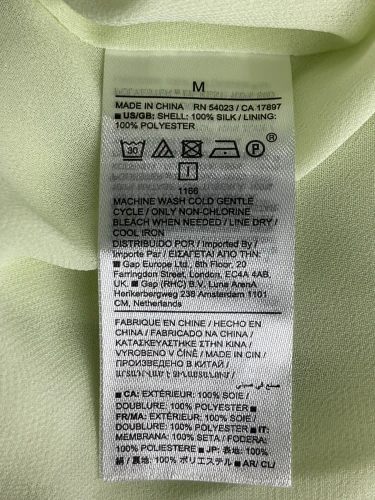 M
MADE IN CHINA RN 54023 / CA 17897
■ US/GB: SHELL: 100% SILK / LINING:
100% POLYESTER
30
P ®
1166
MACHINE WASH COLD GENTLE
CYCLE / ONLY NON-CHLORINE
BLEACH WHEN NEEDED / LINE DRY /
COOL IRON
DISTRIBUIDO POR / Imported By /
Importe Par / ΕΙΣΑΓΕΤΑΙ ΑΠΟ ΤΗΝ:
■ Gap Europe Ltd., 8th Floor, 20
Farringdon Street, London, EC4A 4AB,
UK. ■ Gap (RHC) B.V. Luna ArenA
Herikerbergweg 238 Amsterdam 1101
CM, Netherlands
FABRIQUE EN CHINE / HECHO EN
CHINA / FABRICADO NA CHINA /
ΚΑΤΑΣΚΕΥΑΣΤΗΚΕ ΣΤΗΝ ΚΙΝΑ /
VYROBENO V ČÍNĚ / MADE IN CIN /
ПРОИЗВЕДЕНО В КИТАЙ /
صنع في صيني
■ CA: EXTÉRIEUR: 100% SOIE /
DOUBLURE: 100% POLYESTER ■
FR/MA: EXTÉRIEUR: 100% SOIE /
DOUBLURE: 100% POLYESTER ■ IT:
MEMBRANA: 100% SETA / FODERA:
100% POLIESTERE ■ JP: 表地: 100%
絹 / 裏地: 100% ポリエステル ■ AR/ CL/